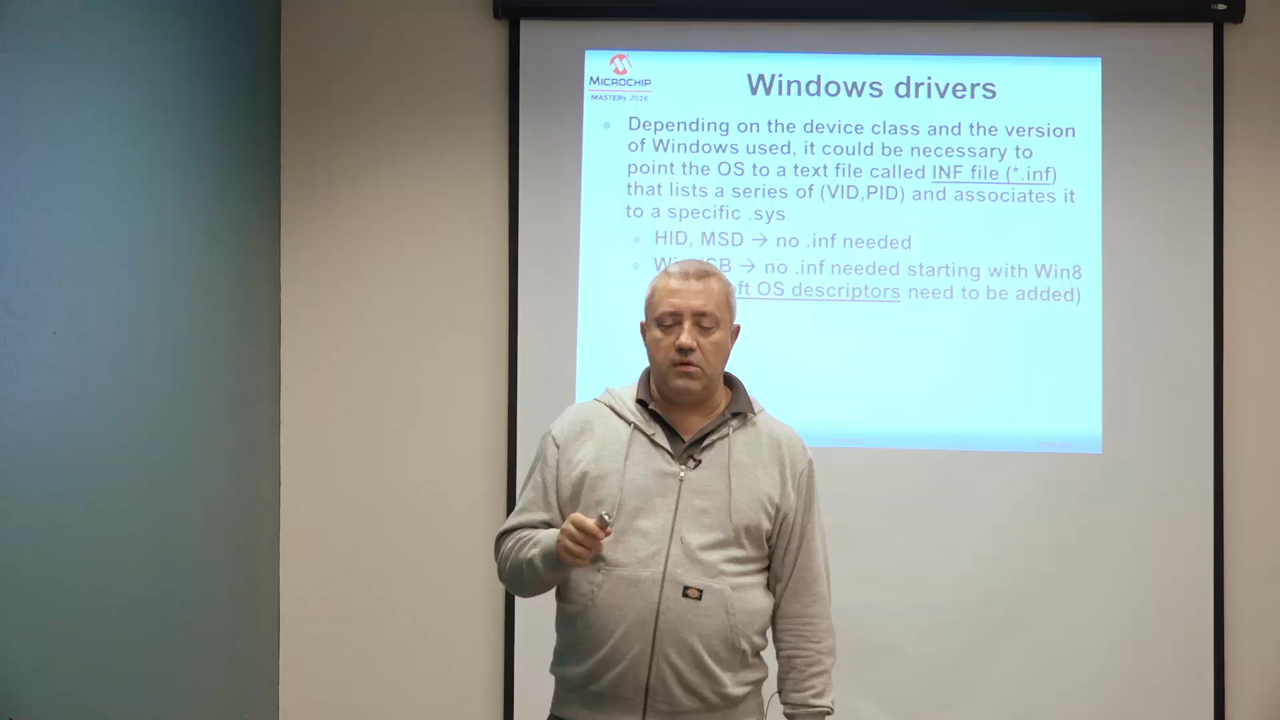 MICROCHIP
MASTERs 2016
Windows drivers
Depending on the device class and the version
of Windows used, it could be necessary to
point the OS to a text file called INF file (*.inf)
that lists a series of (VID,PID) and associates it
to a specific .sys
HID, MSD → no .inf needed
→ no .inf needed starting with Win8
OS descriptors need to be added)